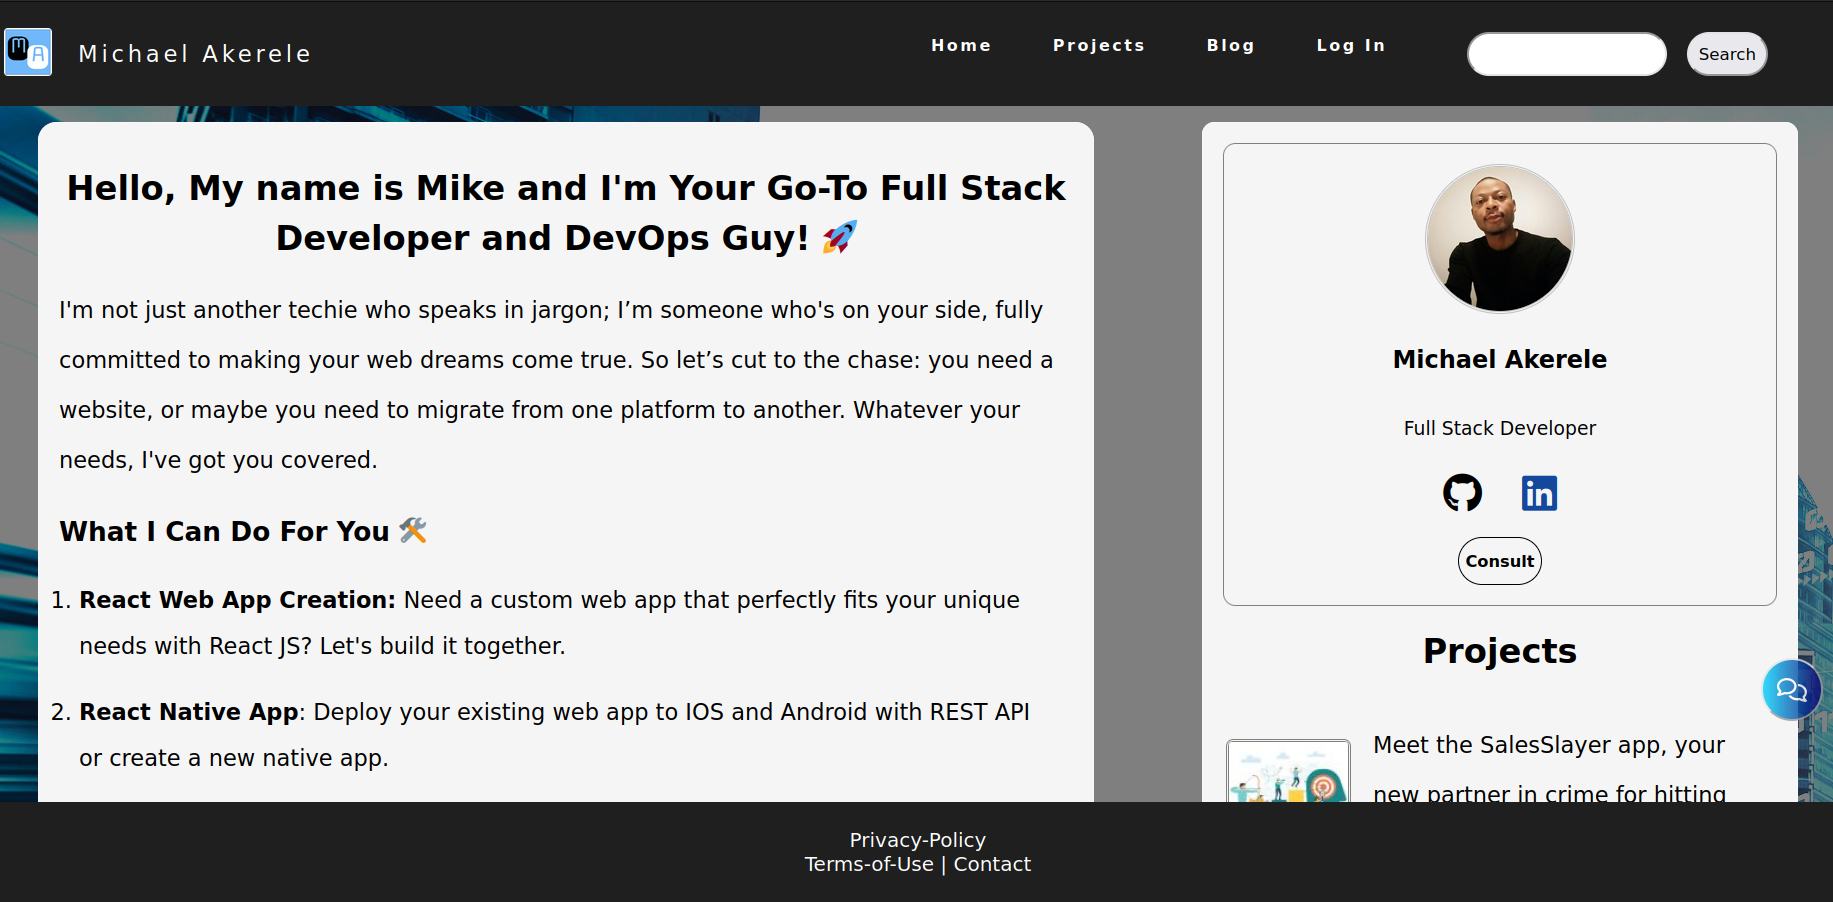 M A
Michael Akerele
Home
Projects
Blog
Log In
Search
Hello, My name is Mike and I'm Your Go-To Full Stack
Developer and DevOps Guy! 🚀
I'm not just another techie who speaks in jargon; I’m someone who's on your side, fully
committed to making your web dreams come true. So let’s cut to the chase: you need a
website, or maybe you need to migrate from one platform to another. Whatever your
needs, I've got you covered.
What I Can Do For You 🛠️
1. React Web App Creation: Need a custom web app that perfectly fits your unique
needs with React JS? Let's build it together.
2. React Native App: Deploy your existing web app to IOS and Android with REST API
or create a new native app.
Michael Akerele
Full Stack Developer
in
Consult
Projects
Meet the SalesSlayer app, your
new partner in crime for hitting
Privacy-Policy
Terms-of-Use | Contact